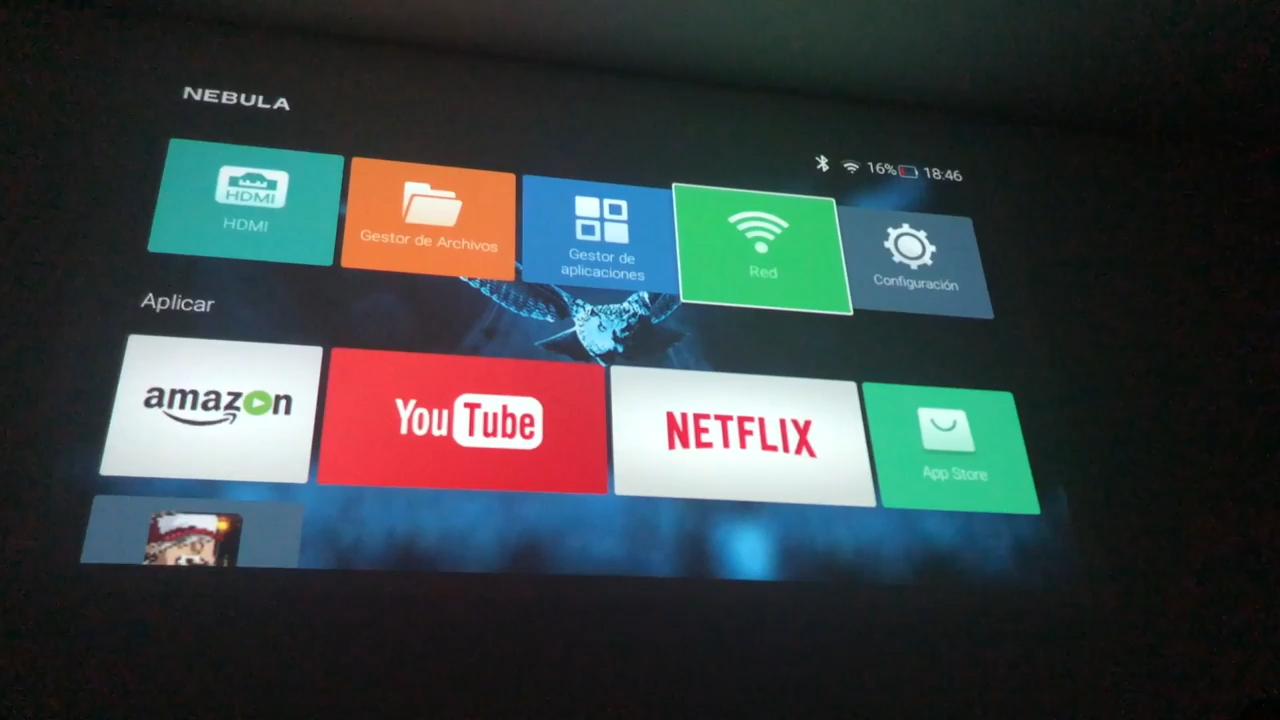 NEBULA
16% 18:46
HDMI
HDMI
Gestor de Archivos
Gestor de
aplicaciones
Red
Configuración
Aplicar
amazon
YouTube
NETFLIX
App Store